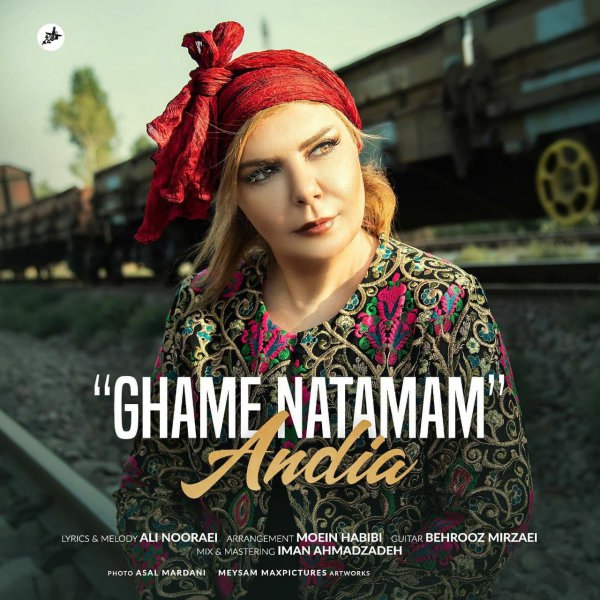 “GHAME NATAMAM”
Andia
LYRICS & MELODY ALI NOORAEI ARRANGEMENT MOEIN HABIBI GUITAR BEHROOZ MIRZAEI
MIX & MASTERING IMAN AHMADZADEH
PHOTO ASAL MARDANI MEYSAM MAXPICTURES ARTWORKS